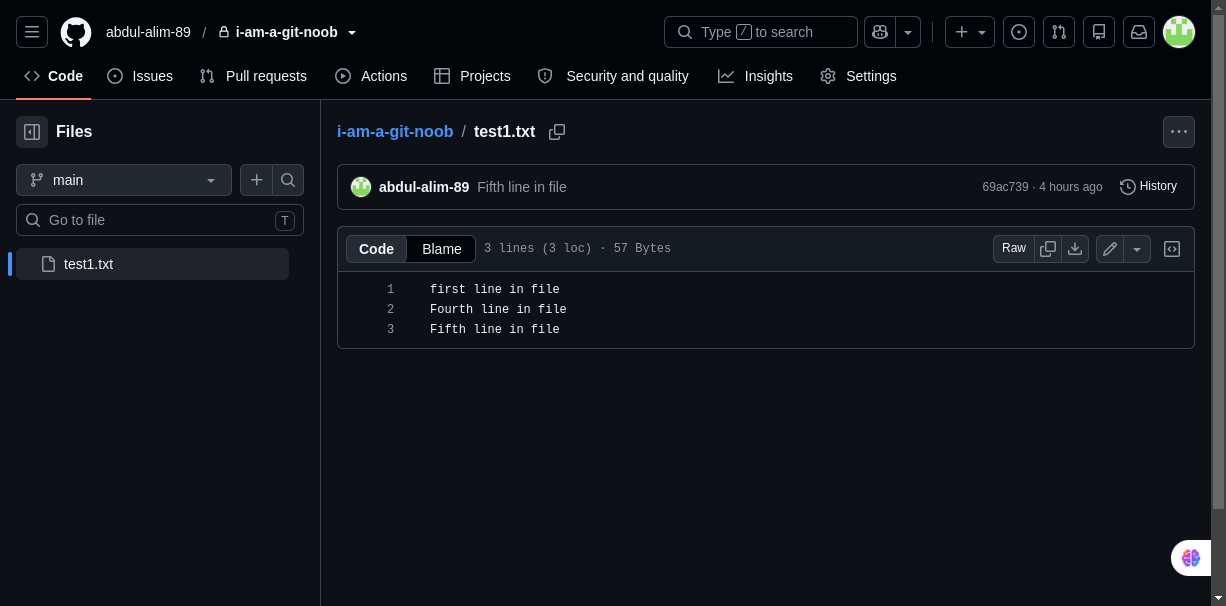 abdul-alim-89 / i-am-a-git-noob
Type / to search
Code Issues Pull requests Actions Projects Security and quality Insights Settings
Files
main
Go to file T
test1.txt
i-am-a-git-noob / test1.txt
abdul-alim-89 Fifth line in file 69ac739 · 4 hours ago History
Code Blame 3 lines (3 loc) · 57 Bytes Raw
1 first line in file
2 Fourth line in file
3 Fifth line in file